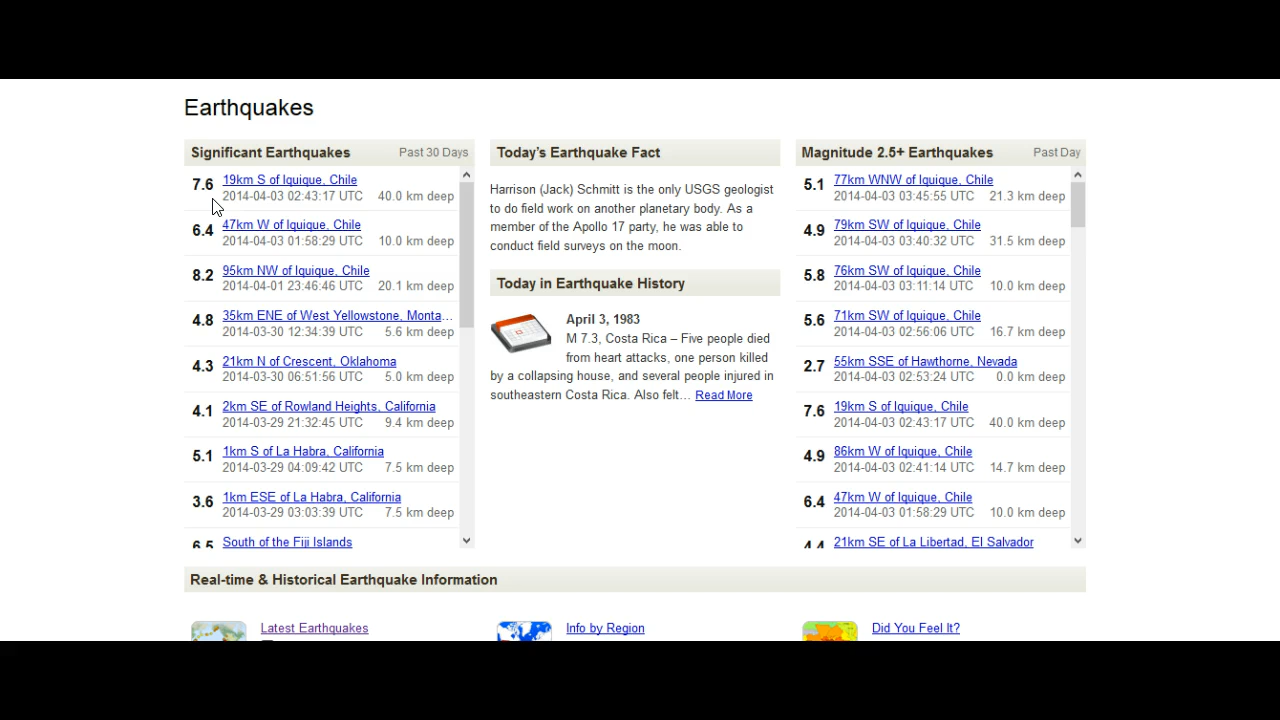 Earthquakes
Significant Earthquakes Past 30 Days
7.6 19km S of Iquique, Chile
2014-04-03 02:43:17 UTC 40.0 km deep
6.4 47km W of Iquique, Chile
2014-04-03 01:58:29 UTC 10.0 km deep
8.2 95km NW of Iquique, Chile
2014-04-01 23:46:46 UTC 20.1 km deep
4.8 35km ENE of West Yellowstone, Monta...
2014-03-30 12:34:39 UTC 5.6 km deep
4.3 21km N of Crescent, Oklahoma
2014-03-30 06:51:56 UTC 5.0 km deep
4.1 2km SE of Rowland Heights, California
2014-03-29 21:32:45 UTC 9.4 km deep
5.1 1km S of La Habra, California
2014-03-29 04:09:42 UTC 7.5 km deep
3.6 1km ESE of La Habra, California
2014-03-29 03:03:39 UTC 7.5 km deep
6.5 South of the Fiji Islands
Today's Earthquake Fact
Harrison (Jack) Schmitt is the only USGS geologist
to do field work on another planetary body. As a
member of the Apollo 17 party, he was able to
conduct field surveys on the moon.
Today in Earthquake History
April 3, 1983
M 7.3, Costa Rica – Five people died
from heart attacks, one person killed
by a collapsing house, and several people injured in
southeastern Costa Rica. Also felt... Read More
Magnitude 2.5+ Earthquakes Past Day
5.1 77km WNW of Iquique, Chile
2014-04-03 03:45:55 UTC 21.3 km deep
4.9 79km SW of Iquique, Chile
2014-04-03 03:40:32 UTC 31.5 km deep
5.8 76km SW of Iquique, Chile
2014-04-03 03:11:14 UTC 10.0 km deep
5.6 71km SW of Iquique, Chile
2014-04-03 02:56:06 UTC 16.7 km deep
2.7 55km SSE of Hawthorne, Nevada
2014-04-03 02:53:24 UTC 0.0 km deep
7.6 19km S of Iquique, Chile
2014-04-03 02:43:17 UTC 40.0 km deep
4.9 86km W of Iquique, Chile
2014-04-03 02:41:14 UTC 14.7 km deep
6.4 47km W of Iquique, Chile
2014-04-03 01:58:29 UTC 10.0 km deep
4.4 21km SE of La Libertad, El Salvador
Real-time & Historical Earthquake Information
Latest Earthquakes
Info by Region
Did You Feel It?